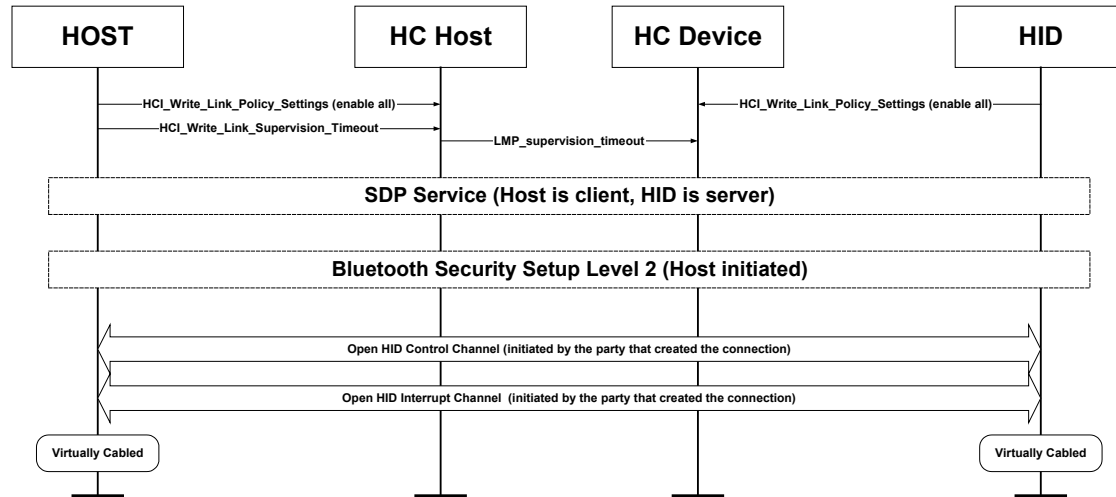 HOST
HC Host
HC Device
HID
HCI_Write_Link_Policy_Settings (enable all)
HCI_Write_Link_Policy_Settings (enable all)
HCI_Write_Link_Supervision_Timeout
LMP_supervision_timeout
SDP Service (Host is client, HID is server)
Bluetooth Security Setup Level 2 (Host initiated)
Open HID Control Channel (initiated by the party that created the connection)
Open HID Interrupt Channel (initiated by the party that created the connection)
Virtually Cabled
Virtually Cabled